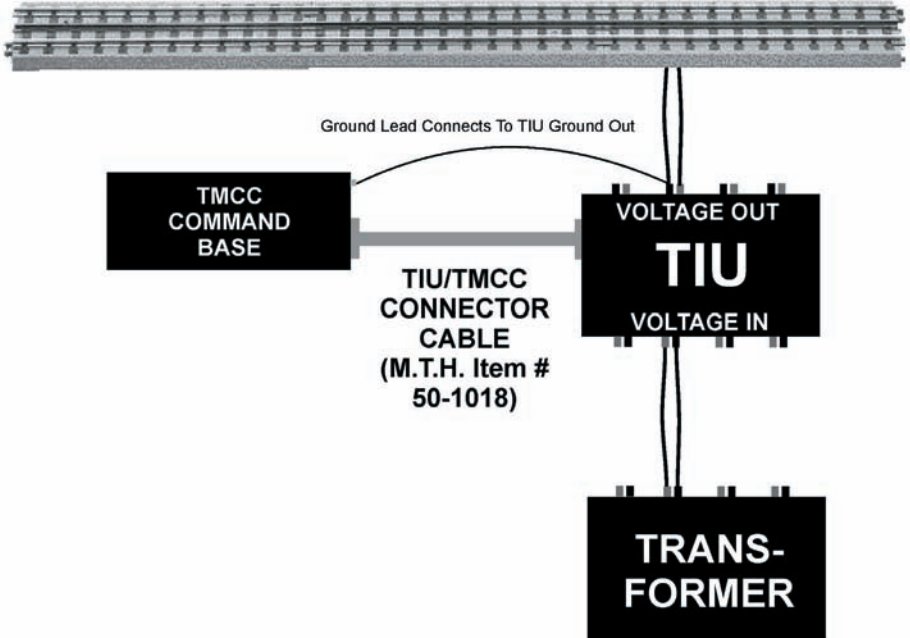 Ground Lead Connects To TIU Ground Out
TMCC
COMMAND
BASE
VOLTAGE OUT
TIU
VOLTAGE IN
TIU/TMCC
CONNECTOR
CABLE
(M.T.H. Item #
50-1018)
TRANS-
FORMER